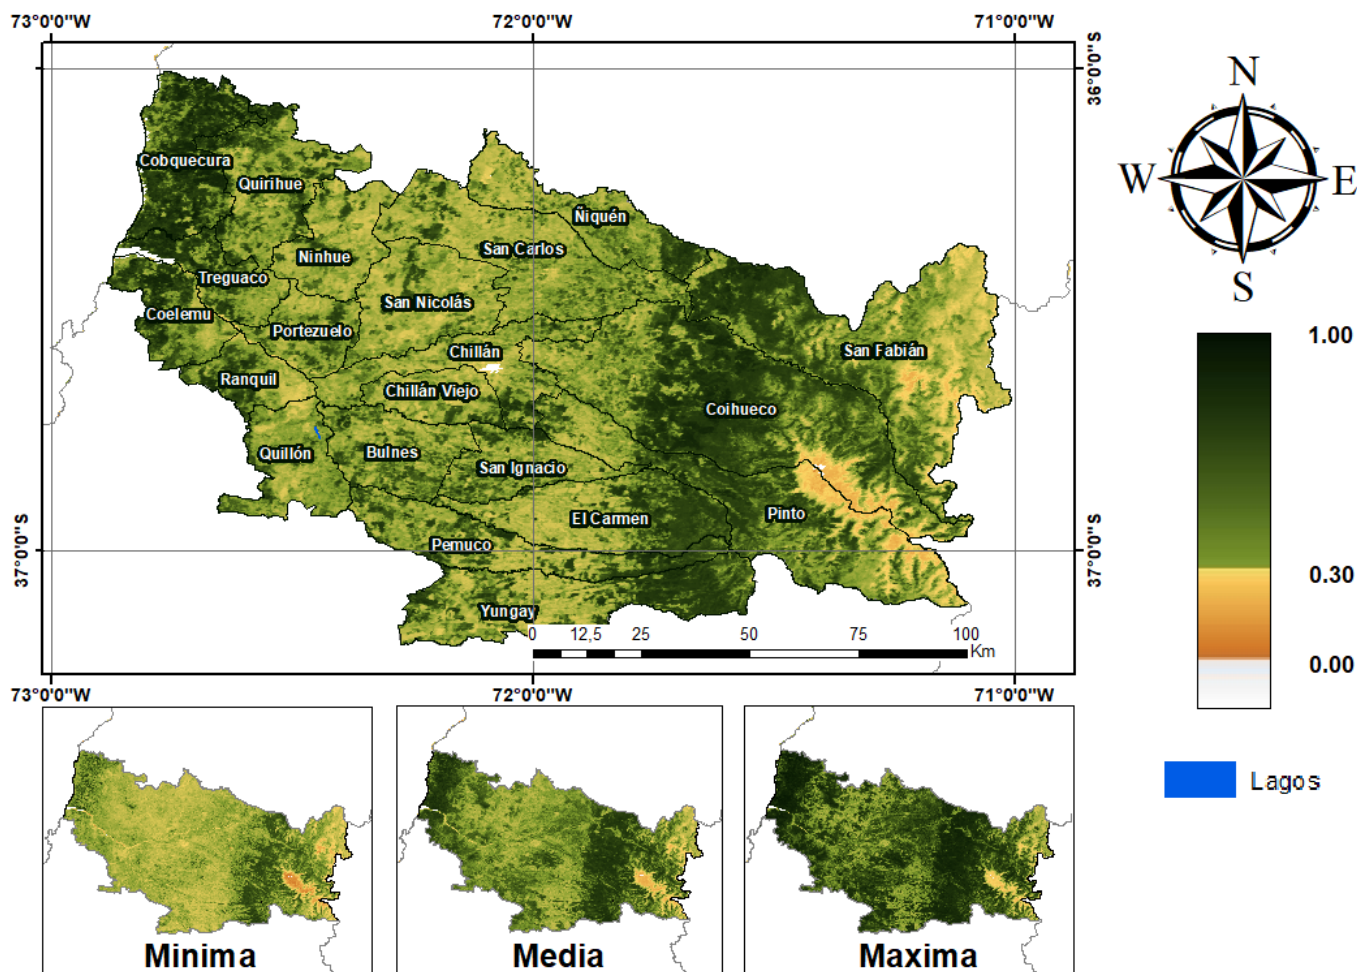 73°0'0"W
72°0'0"W
71°0'0"W
36°0'0"S
37°0'0"S
36°0'0"S
37°0'0"S
Cobquecura
Quirihue
Ñiquén
San Carlos
Ninhue
Treguaco
San Nicolás
Coelemu
Portezuelo
Chillán
San Fabián
Ranquil
Chillán Viejo
Coihueco
Quillón
Bulnes
San Ignacio
El Carmen
Pinto
Pemuco
Yungay
0 12,5 25 50 75 100
Km
73°0'0"W
72°0'0"W
71°0'0"W
N
W E
S
1.00
0.30
0.00
Lagos
Minima
Media
Maxima